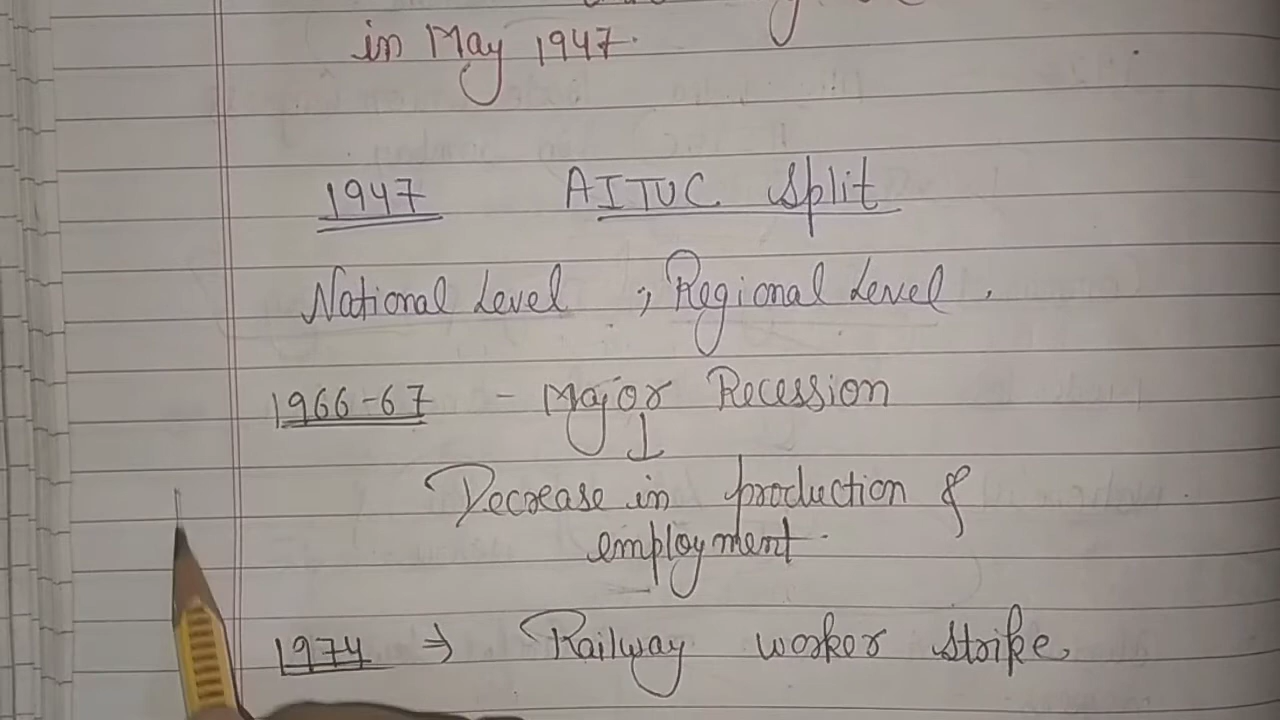 in May 1947.
1947 AITUC Split
National Level , Regional Level .
1966-67 - Major Recession
↓
Decrease in production &
employment.
1974 ⇒ Railway worker strike,